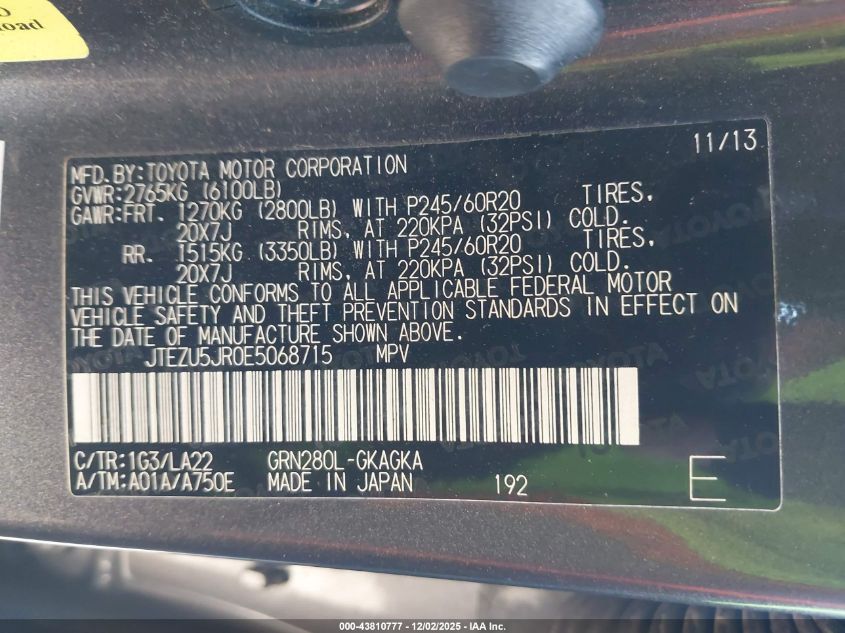 oad
11/13
MFD.BY:TOYOTA MOTOR CORPORATION
GVWR:2765KG (6100LB)
GAWR:FRT. 1270KG (2800LB) WITH P245/60R20 TIRES,
20X7J RIMS, AT 220KPA (32PSI) COLD.
RR. 1515KG (3350LB) WITH P245/60R20 TIRES,
20X7J RIMS, AT 220KPA (32PSI) COLD.
THIS VEHICLE CONFORMS TO ALL APPLICABLE FEDERAL MOTOR
VEHICLE SAFETY AND THEFT PREVENTION STANDARDS IN EFFECT ON
THE DATE OF MANUFACTURE SHOWN ABOVE.
JTEZU5JR0E5068715 MPV
C/TR:1G3/LA22 GRN280L-GKAGKA
A/TM:A01A/A750E MADE IN JAPAN 192 E
000-43810777 - 12/02/2025 - IAA Inc.